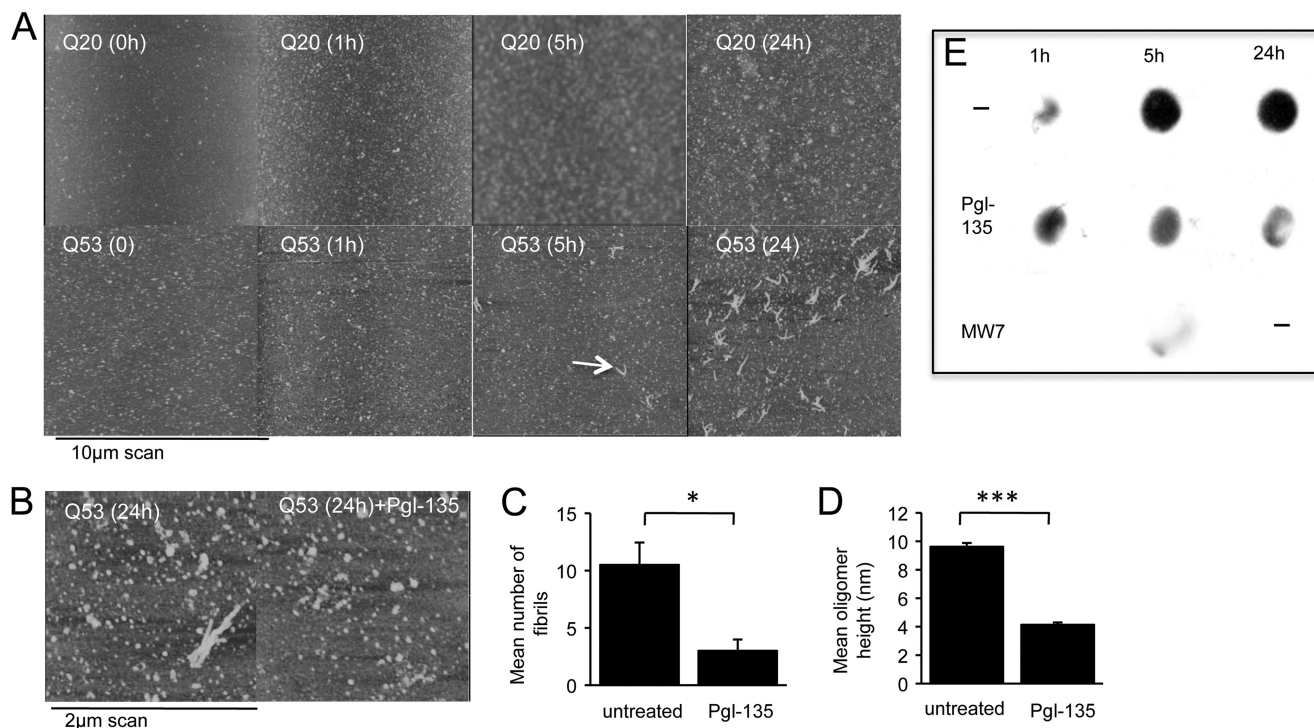 A
Q20 (0h)
Q20 (1h)
Q20 (5h)
Q20 (24h)
Q53 (0)
Q53 (1h)
Q53 (5h)
Q53 (24)
10µm scan
B
Q53 (24h)
Q53 (24h)+Pgl-135
2µm scan
C
*
15
10
5
0
Mean number of
fibrils
untreated
Pgl-135
D
***
12
10
8
6
4
2
0
Mean oligomer
height (nm)
untreated
Pgl-135
E
1h
5h
24h
–
Pgl-
135
MW7
–